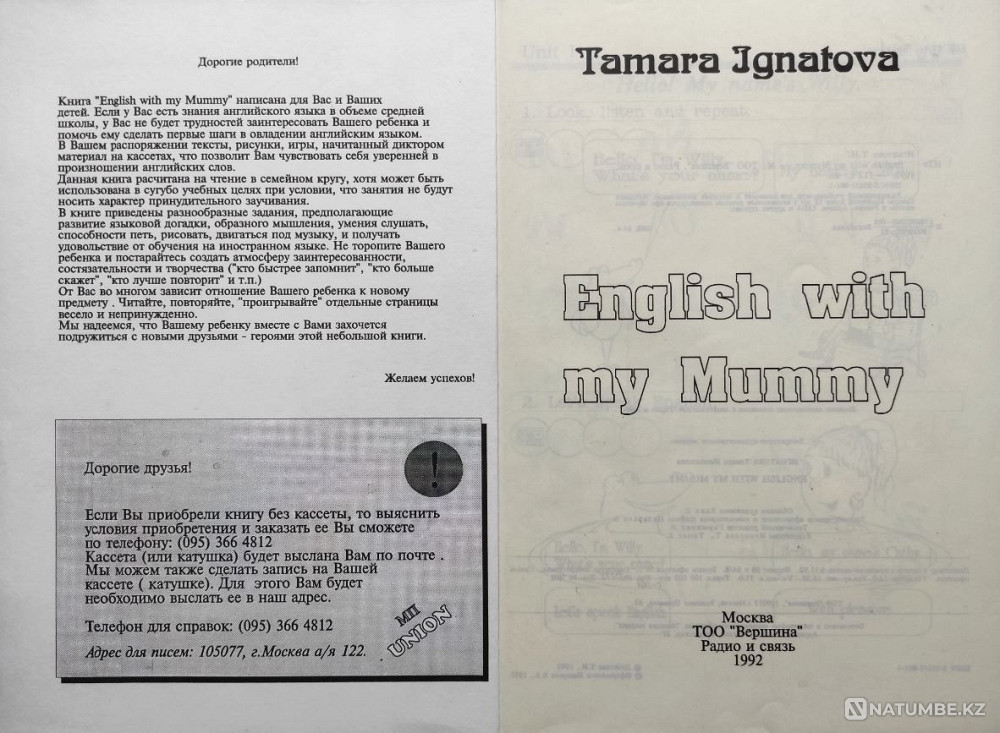 Дорогие родители!
Книга "English with my Mummy" написана для Вас и Ваших
детей. Если у Вас есть знания английского языка в объеме средней
школы, у Вас не будет трудностей заинтересовать Вашего ребенка и
помочь ему сделать первые шаги в овладении английским языком.
В Вашем распоряжении тексты, рисунки, игры, начитанный диктором
материал на кассетах, что позволит Вам чувствовать себя уверенней в
произношении английских слов.
Данная книга расчитана на чтение в семейном кругу, хотя может быть
использована в сугубо учебных целях при условии, что занятия не будут
носить характер принудительного заучивания.
В книге приведены разнообразные задания, предполагающие
развитие языковой догадки, образного мышления, умения слушать,
способности петь, рисовать, двигаться под музыку, и получать
удовольствие от обучения на иностранном языке. Не торопите Вашего
ребенка и постарайтесь создать атмосферу заинтересованности,
состязательности и творчества ("кто быстрее запомнит", "кто больше
скажет", "кто лучше повторит" и т.п.)
От Вас во многом зависит отношение Вашего ребенка к новому
предмету . Читайте, повторяйте, "проигрывайте" отдельные страницы
весело и непринужденно.
Мы надеемся, что Вашему ребенку вместе с Вами захочется
подружиться с новыми друзьями - героями этой небольшой книги.
Желаем успехов!
Дорогие друзья!
!
Если Вы приобрели книгу без кассеты, то выяснить
условия приобретения и заказать ее Вы сможете
по телефону: (095) 366 4812
Кассета (или катушка) будет выслана Вам по почте .
Мы можем также сделать запись на Вашей
кассете ( катушке). Для этого Вам будет
необходимо выслать ее в наш адрес.
Телефон для справок: (095) 366 4812
Адрес для писем: 105077, г.Москва а/я 122.
МП
UNION
Tamara Ignatova
English with
my Mummy
Москва
ТОО "Вершина"
Радио и связь
1992
NATUMBE.KZ